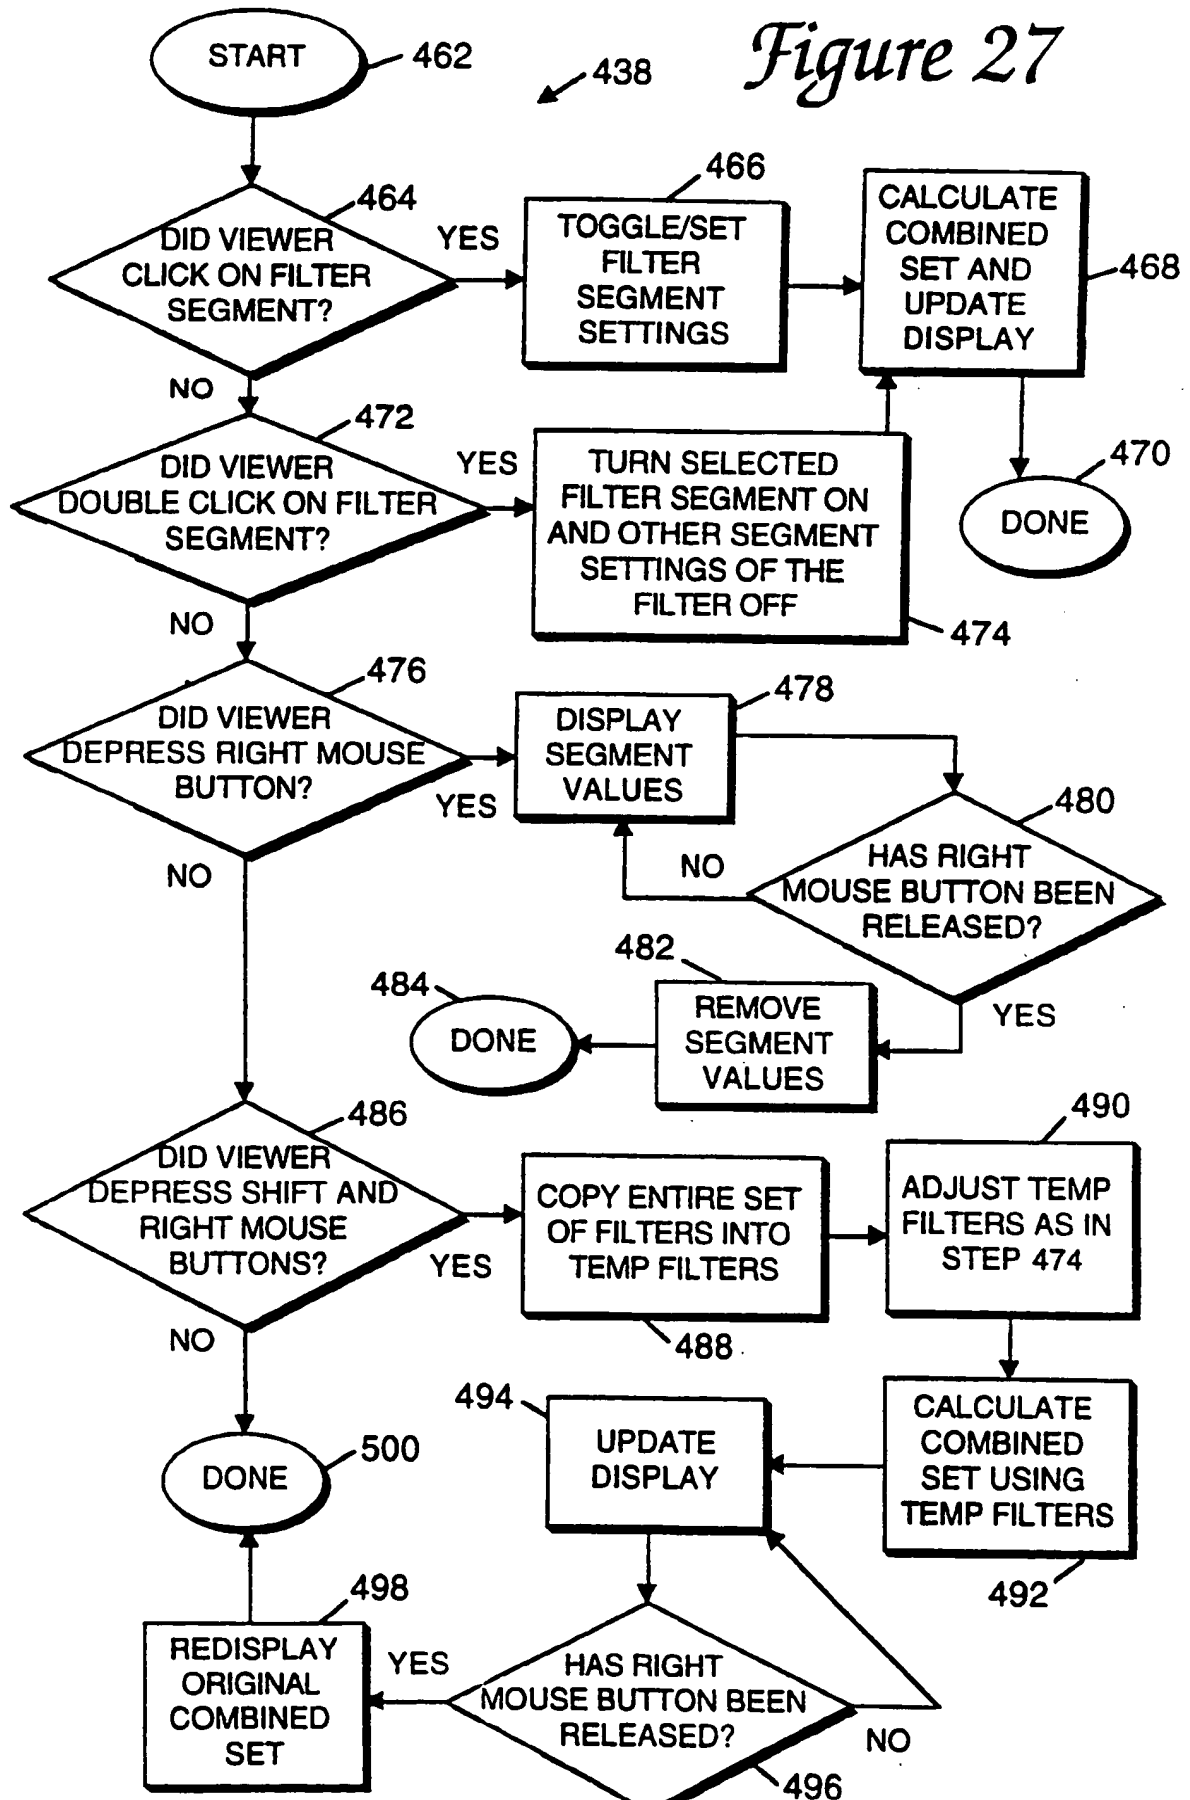 Figure 27
START
462
438
464
DID VIEWER
CLICK ON FILTER
SEGMENT?
YES
NO
466
TOGGLE/SET
FILTER
SEGMENT
SETTINGS
CALCULATE
COMBINED
SET AND
UPDATE
DISPLAY
468
470
DONE
472
DID VIEWER
DOUBLE CLICK ON FILTER
SEGMENT?
YES
NO
TURN SELECTED
FILTER SEGMENT ON
AND OTHER SEGMENT
SETTINGS OF THE
FILTER OFF
474
476
DID VIEWER
DEPRESS RIGHT MOUSE
BUTTON?
YES
NO
478
DISPLAY
SEGMENT
VALUES
480
HAS RIGHT
MOUSE BUTTON BEEN
RELEASED?
NO
YES
482
REMOVE
SEGMENT
VALUES
484
DONE
486
DID VIEWER
DEPRESS SHIFT AND
RIGHT MOUSE
BUTTONS?
YES
NO
COPY ENTIRE SET
OF FILTERS INTO
TEMP FILTERS
488
490
ADJUST TEMP
FILTERS AS IN
STEP 474
CALCULATE
COMBINED
SET USING
TEMP FILTERS
492
494
UPDATE
DISPLAY
HAS RIGHT
MOUSE BUTTON BEEN
RELEASED?
496
NO
YES
498
REDISPLAY
ORIGINAL
COMBINED
SET
500
DONE